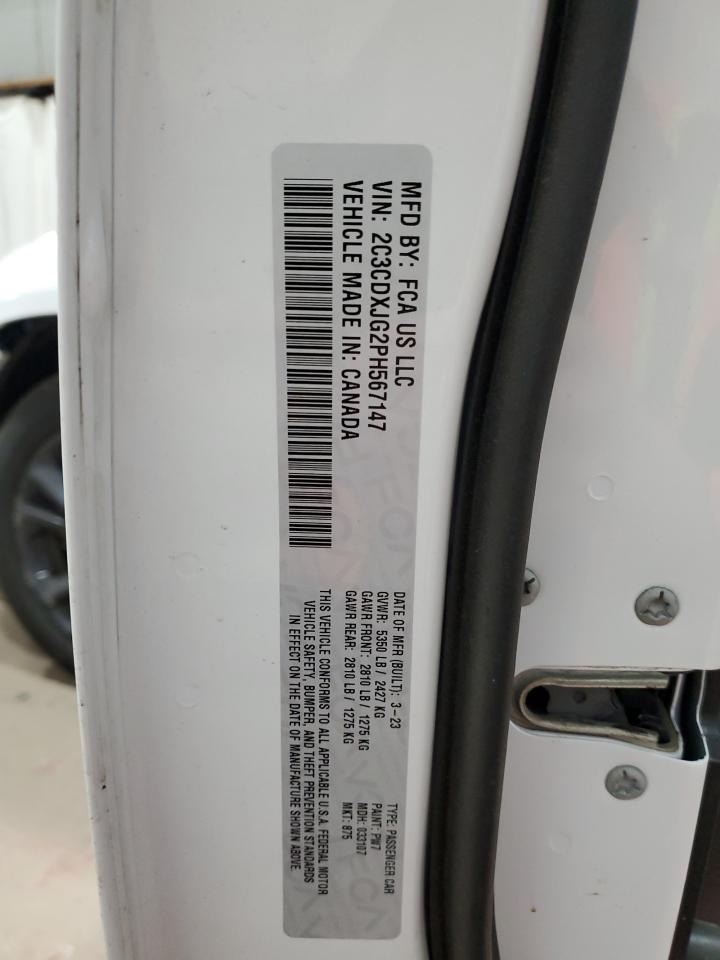 MFD BY: FCA US LLC
VIN: 2C3CDXJG2PH567147
VEHICLE MADE IN: CANADA
DATE OF MFR (BUILT): 3-23
GVWR: 5350 LB / 2427 KG
GAWR FRONT: 2810 LB / 1275 KG
GAWR REAR: 2810 LB / 1275 KG
TYPE: PASSENGER CAR
PAINT: PW7
MDH: 033107
MKT: 875
THIS VEHICLE CONFORMS TO ALL APPLICABLE U.S.A. FEDERAL MOTOR
VEHICLE SAFETY, BUMPER, AND THEFT PREVENTION STANDARDS
IN EFFECT ON THE DATE OF MANUFACTURE SHOWN ABOVE.